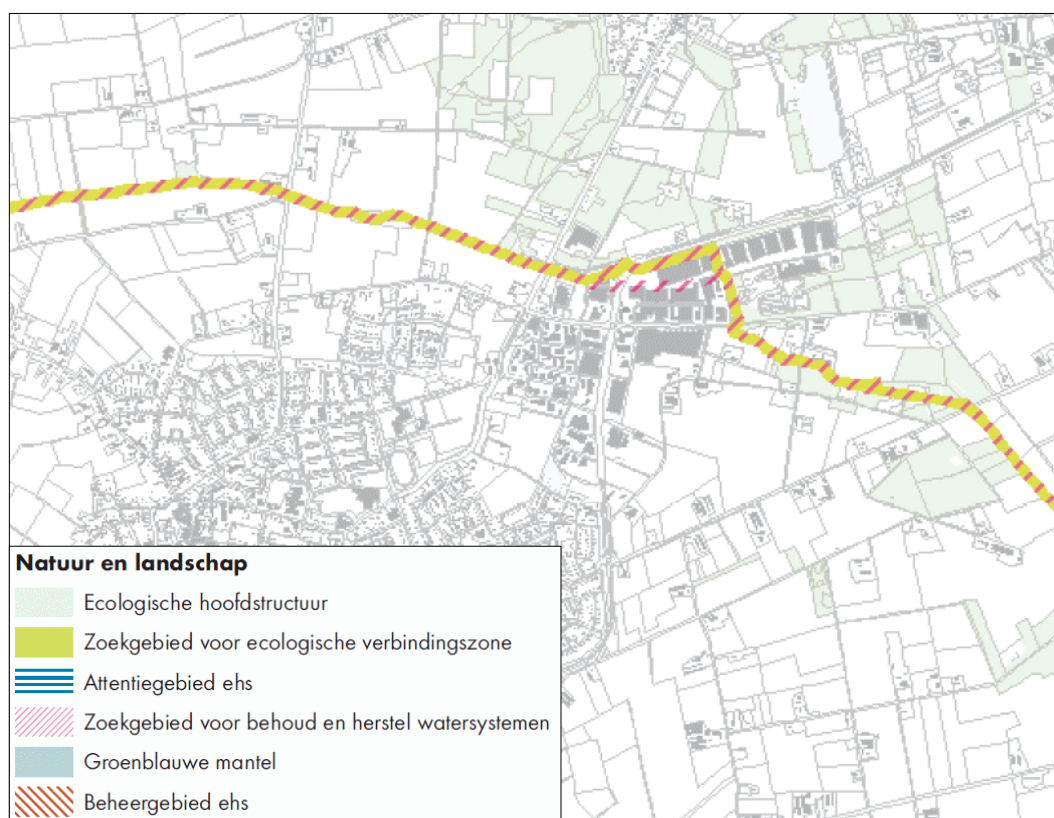 Natuur en landschap
Ecologische hoofdstructuur
Zoekgebied voor ecologische verbindingszone
Attentiegebied ehs
Zoekgebied voor behoud en herstel watersystemen
Groenblauwe mantel
Beheergebied ehs